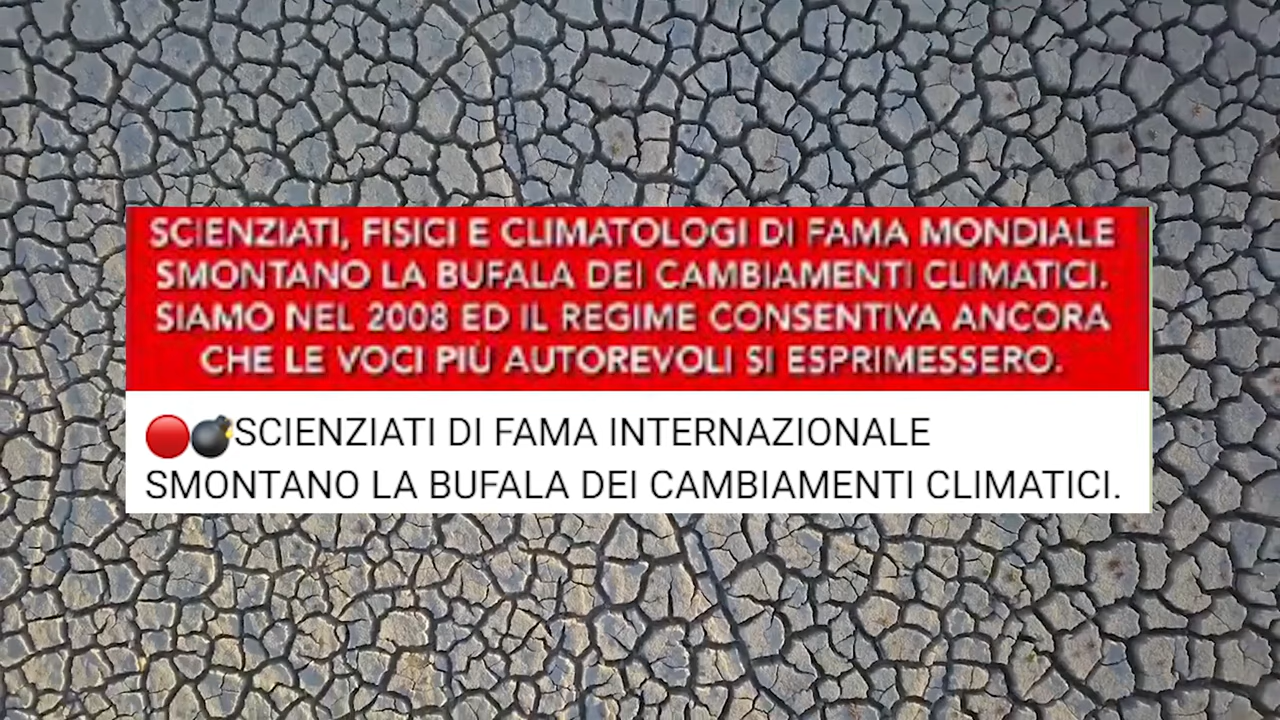 SCIENZIATI, FISICI E CLIMATOLOGI DI FAMA MONDIALE
SMONTANO LA BUFALA DEI CAMBIAMENTI CLIMATICI.
SIAMO NEL 2008 ED IL REGIME CONSENTIVA ANCORA
CHE LE VOCI PIÙ AUTOREVOLI SI ESPRIMESSERO.
🔴💣SCIENZIATI DI FAMA INTERNAZIONALE
SMONTANO LA BUFALA DEI CAMBIAMENTI CLIMATICI.